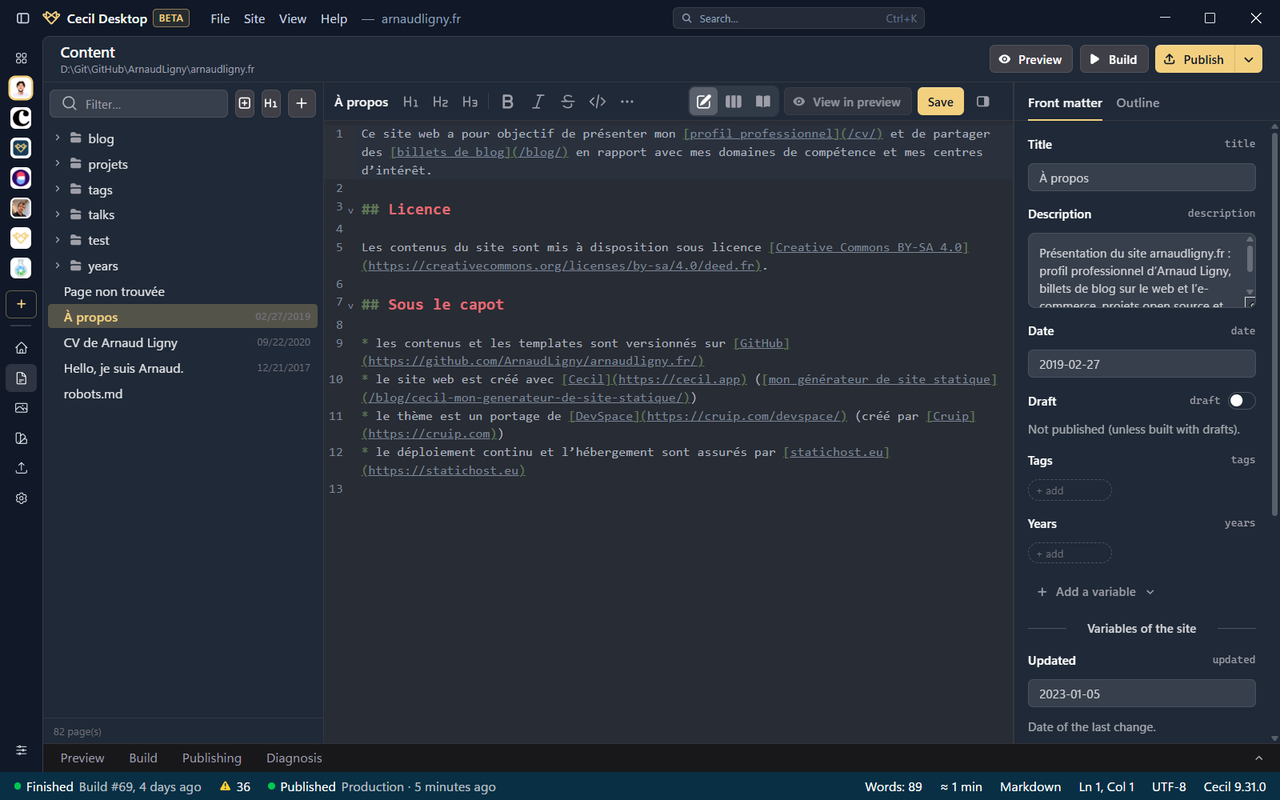 Cecil Desktop BETA File Site View Help — arnaudligny.fr Search... Ctrl+K
Content
D:\Git\GitHub\ArnaudLigny\arnaudligny.fr
Preview Build Publish
Filter... H1 +
blog
projets
tags
talks
test
years
Page non trouvée
À propos 02/27/2019
CV de Arnaud Ligny 09/22/2020
Hello, je suis Arnaud. 12/21/2017
robots.md
82 page(s)
À propos H1 H2 H3 B I S </> ... View in preview Save
1 Ce site web a pour objectif de présenter mon [profil professionnel](/cv/) et de partager
des [billets de blog](/blog/) en rapport avec mes domaines de compétence et mes centres
d’intérêt.
2
3 ## Licence
4
5 Les contenus du site sont mis à disposition sous licence [Creative Commons BY-SA 4.0]
(https://creativecommons.org/licenses/by-sa/4.0/deed.fr).
6
7 ## Sous le capot
8
9 * les contenus et les templates sont versionnés sur [GitHub]
(https://github.com/ArnaudLigny/arnaudligny.fr/)
10 * le site web est créé avec [Cecil](https://cecil.app) ([mon générateur de site statique]
(/blog/cecil-mon-generateur-de-site-statique/))
11 * le thème est un portage de [DevSpace](https://cruip.com/devspace/) (créé par [Cruip]
(https://cruip.com))
12 * le déploiement continu et l’hébergement sont assurés par [statichost.eu]
(https://statichost.eu)
13
Front matter Outline
Title title
À propos
Description description
Présentation du site arnaudligny.fr :
profil professionnel d’Arnaud Ligny,
billets de blog sur le web et l’e-
commerce, projets open source et
Date date
2019-02-27
Draft draft
Not published (unless built with drafts).
Tags tags
+ add
Years years
+ add
+ Add a variable
Variables of the site
Updated updated
2023-01-05
Date of the last change.
Preview Build Publishing Diagnosis
Finished Build #69, 4 days ago 36 Published Production · 5 minutes ago Words: 89 ≈ 1 min Markdown Ln 1, Col 1 UTF-8 Cecil 9.31.0